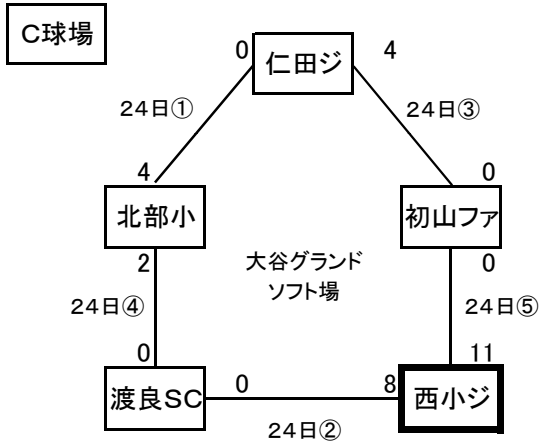 C球場
0 仁田ジ 4
24日① 24日③
4 0
北部小 初山ファ
2 大谷グランド 0
ソフト場
24日④ 24日⑤
0 11
渡良SC 0 8 西小ジ
24日②